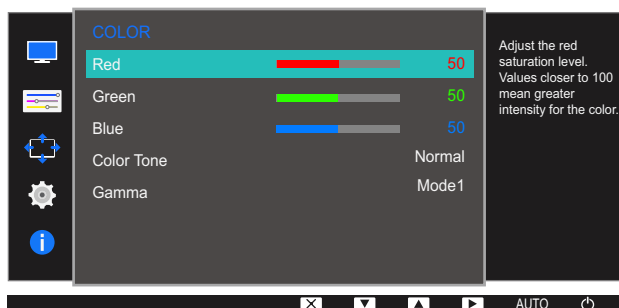 COLOR
Red 50
Green 50
Blue 50
Color Tone Normal
Gamma Mode1
Adjust the red
saturation level.
Values closer to 100
mean greater
intensity for the color.
AUTO